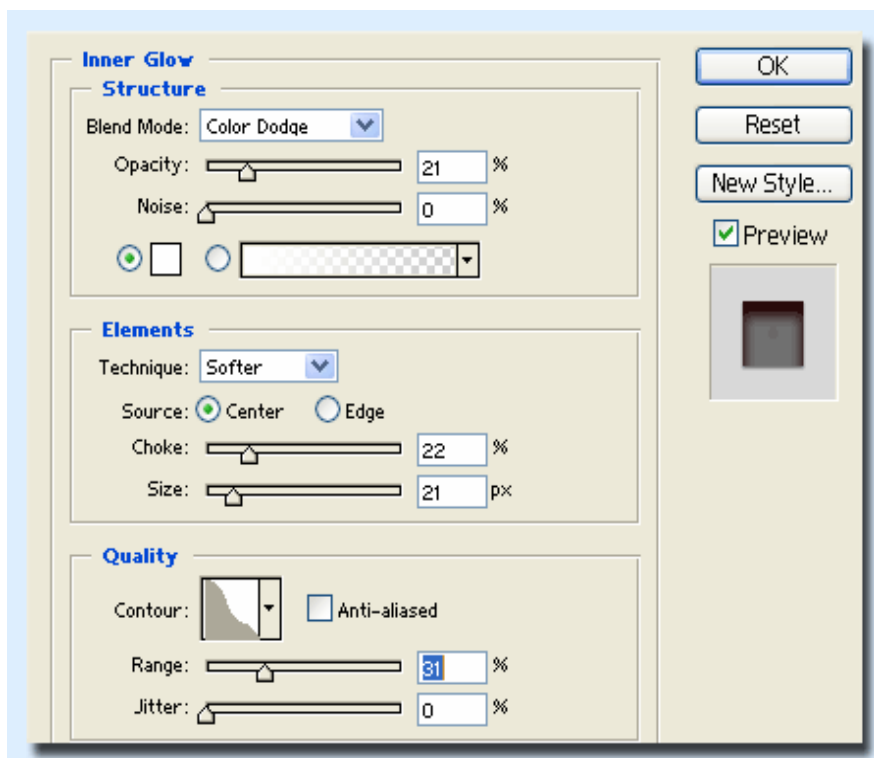 Inner Glow
Structure
Blend Mode: Color Dodge
Opacity: 21 %
Noise: 0 %
Elements
Technique: Softer
Source: Center Edge
Choke: 22 %
Size: 21 px
Quality
Contour: Anti-aliased
Range: 31 %
Jitter: 0 %
OK
Reset
New Style...
Preview